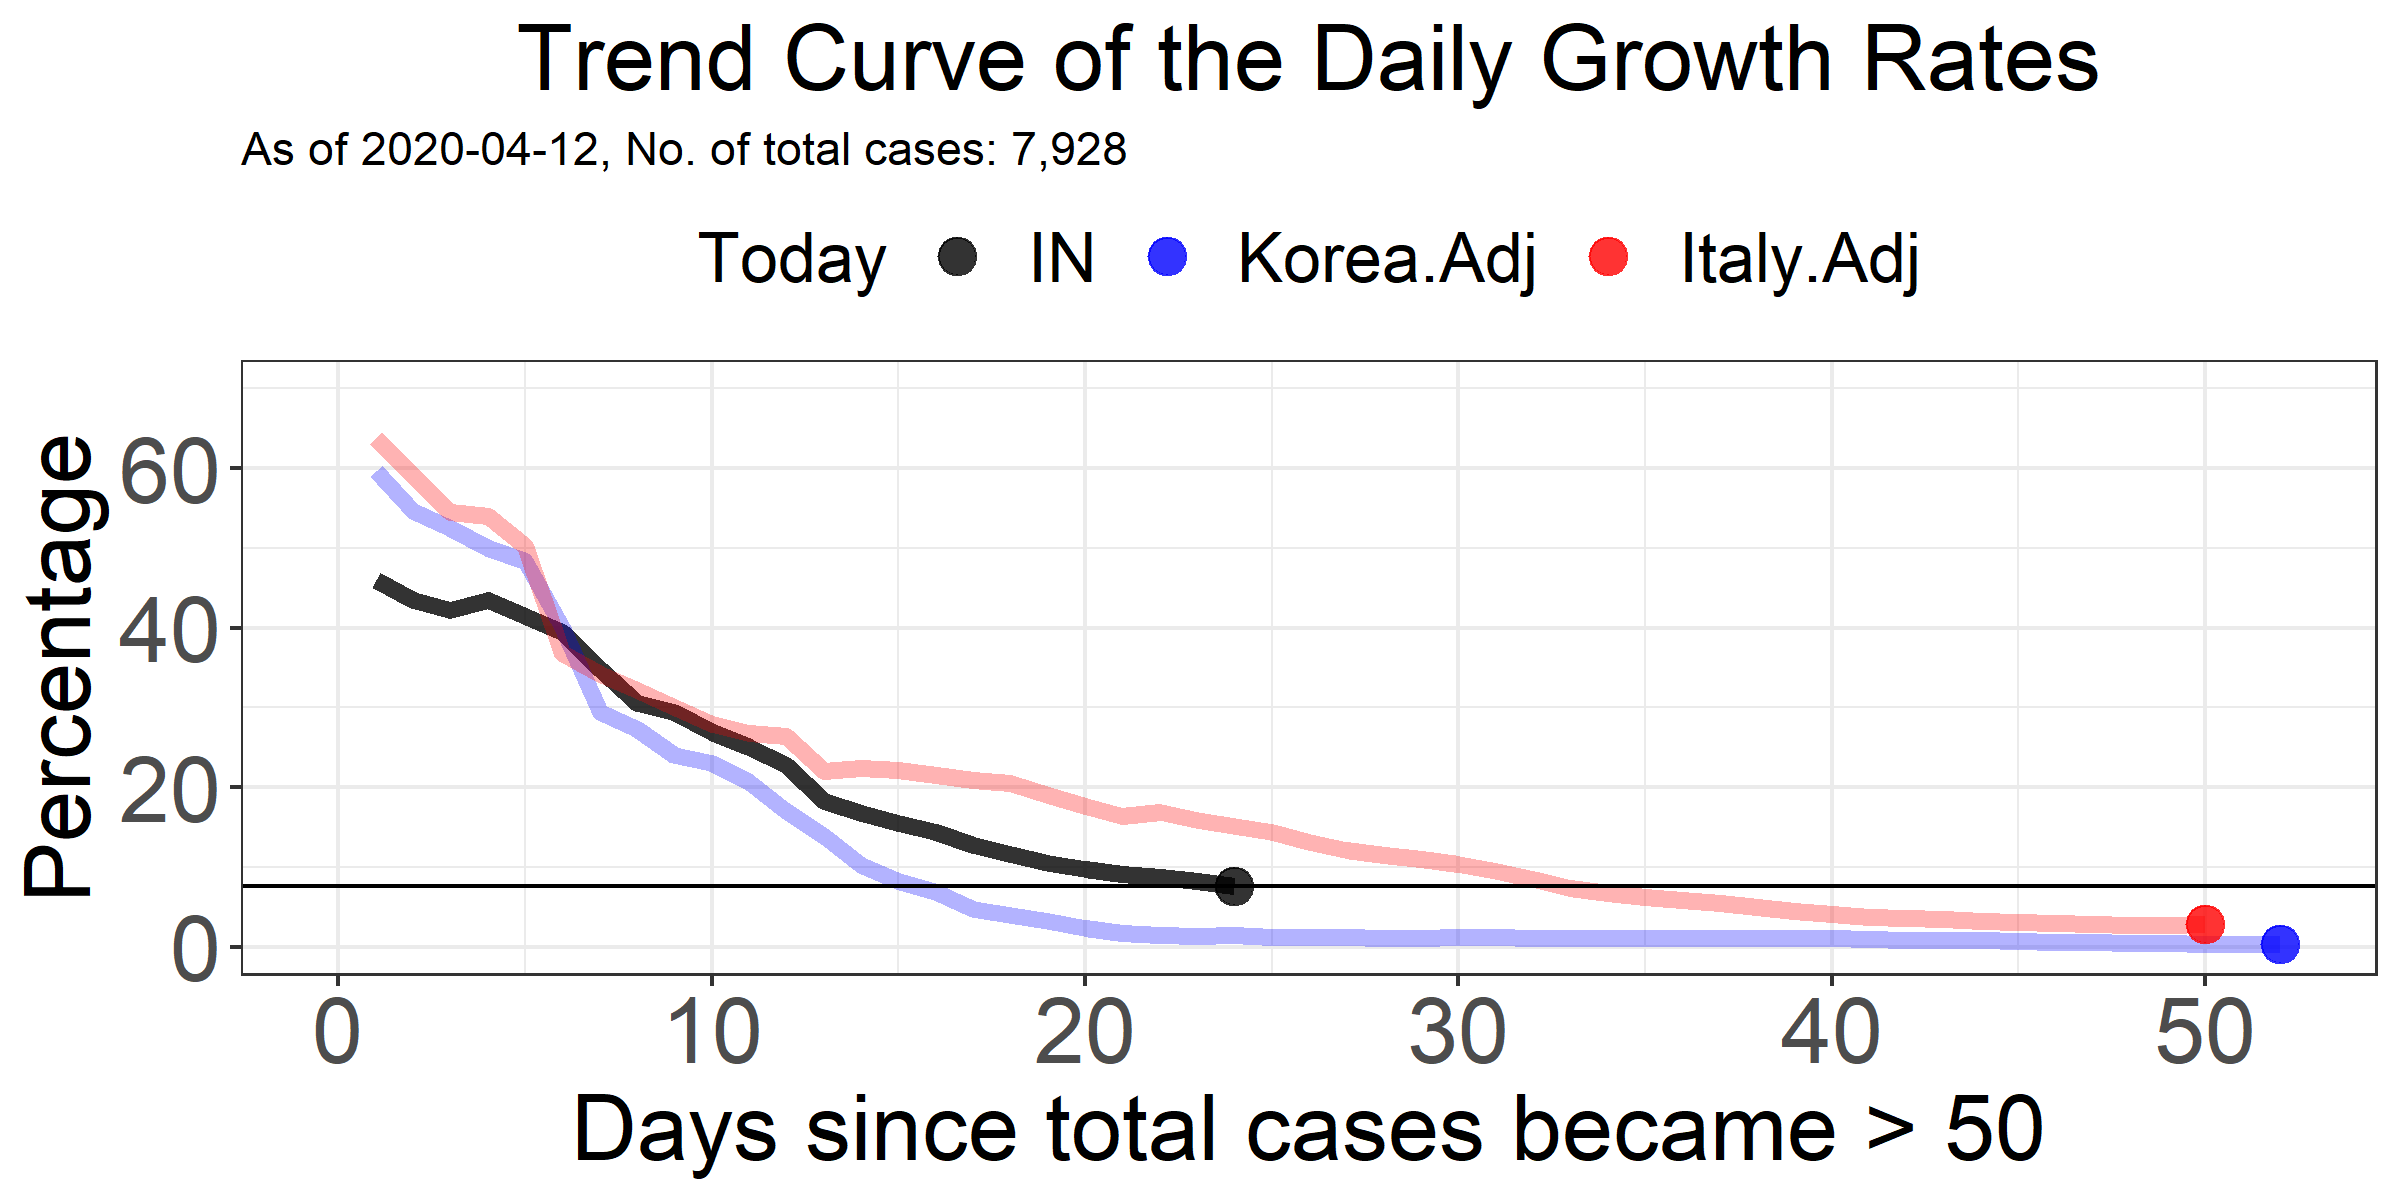 Trend Curve of the Daily Growth Rates
As of 2020-04-12, No. of total cases: 7,928
Today IN Korea.Adj Italy.Adj
Percentage
60
40
20
0
0 10 20 30 40 50
Days since total cases became > 50